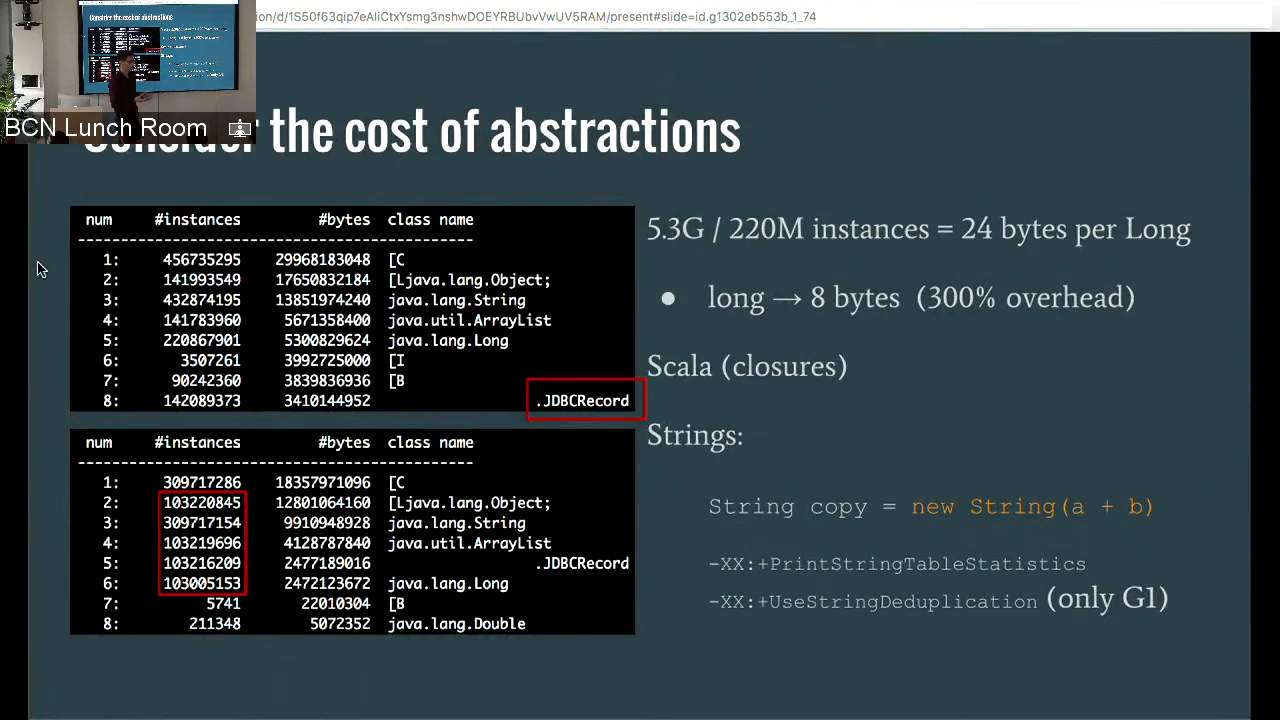 ion/d/1S50f63qip7eAliCtxYsmg3nshwDOEYRBUbvVwUV5RAM/present#slide=id.g1302eb553b_1_74
Consider the cost of abstractions
BCN Lunch Room
Consider the cost of abstractions
num #instances #bytes class name
----------------------------------------------
1: 456735295 29968183048 [C
2: 141993549 17650832184 [Ljava.lang.Object;
3: 432874195 13851974240 java.lang.String
4: 141783960 5671358400 java.util.ArrayList
5: 220867901 5300829624 java.lang.Long
6: 3507261 3992725000 [I
7: 90242360 3839836936 [B
8: 142089373 3410144952 .JDBCRecord
num #instances #bytes class name
----------------------------------------------
1: 309717286 18357971096 [C
2: 103220845 12801064160 [Ljava.lang.Object;
3: 309717154 9910948928 java.lang.String
4: 103219696 4128787840 java.util.ArrayList
5: 103216209 2477189016 .JDBCRecord
6: 103005153 2472123672 java.lang.Long
7: 5741 22010304 [B
8: 211348 5072352 java.lang.Double
5.3G / 220M instances = 24 bytes per Long
● long → 8 bytes (300% overhead)
Scala (closures)
Strings:
String copy = new String(a + b)
-XX:+PrintStringTableStatistics
-XX:+UseStringDeduplication (only G1)